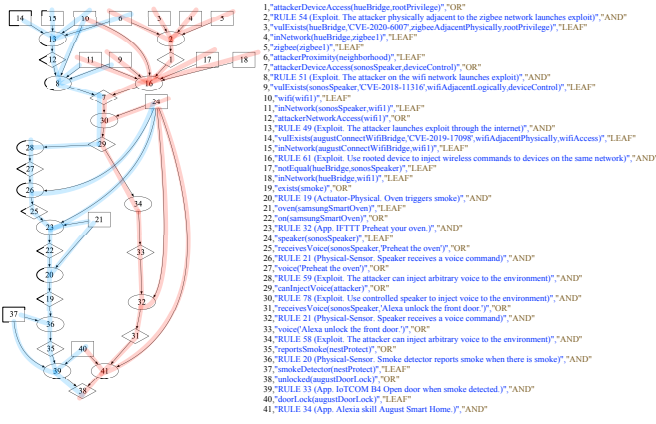 14 15 10 6 3 4 5
13 2
12 11 9 1 17 18
8 16
7 24
30
28 29
27
26
25 34
23 21
22 33
20
19 32
37 36 31
35 40
39 41
38
1,"attackerDeviceAccess(hueBridge,rootPrivilege)","OR"
2,"RULE 54 (Exploit. The attacker physically adjacent to the zigbee network launches exploit)","AND"
3,"vulExists(hueBridge,'CVE-2020-6007',zigbeeAdjacentPhysically,rootPrivilege)","LEAF"
4,"inNetwork(hueBridge,zigbee1)","LEAF"
5,"zigbee(zigbee1)","LEAF"
6,"attackerProximity(neighborhood)","LEAF"
7,"attackerDeviceAccess(sonosSpeaker,deviceControl)","OR"
8,"RULE 51 (Exploit. The attacker on the wifi network launches exploit)","AND"
9,"vulExists(sonosSpeaker,'CVE-2018-11316',wifiAdjacentLogically,deviceControl)","LEAF"
10,"wifi(wifi1)","LEAF"
11,"inNetwork(sonosSpeaker,wifi1)","LEAF"
12,"attackerNetworkAccess(wifi1)","OR"
13,"RULE 49 (Exploit. The attacker launches exploit through the internet)","AND"
14,"vulExists(augustConnectWifiBridge,'CVE-2019-17098',wifiAdjacentPhysically,wifiAccess)","LEAF"
15,"inNetwork(augustConnectWifiBridge,wifi1)","LEAF"
16,"RULE 61 (Exploit. Use rooted device to inject wireless commands to devices on the same network)","AND"
17,"notEqual(hueBridge,sonosSpeaker)","LEAF"
18,"inNetwork(hueBridge,wifi1)","LEAF"
19,"exists(smoke)","OR"
20,"RULE 19 (Actuator-Physical. Oven triggers smoke)","AND"
21,"oven(samsungSmartOven)","LEAF"
22,"on(samsungSmartOven)","OR"
23,"RULE 32 (App. IFTTT Preheat your oven.)","AND"
24,"speaker(sonosSpeaker)","LEAF"
25,"receivesVoice(sonosSpeaker,'Preheat the oven')","OR"
26,"RULE 21 (Physical-Sensor. Speaker receives a voice command)","AND"
27,"voice('Preheat the oven')","OR"
28,"RULE 59 (Exploit. The attacker can inject arbitrary voice to the environment)","AND"
29,"canInjectVoice(attacker)","OR"
30,"RULE 78 (Exploit. Use controlled speaker to inject voice to the environment)","AND"
31,"receivesVoice(sonosSpeaker,'Alexa unlock the front door.')","OR"
32,"RULE 21 (Physical-Sensor. Speaker receives a voice command)","AND"
33,"voice('Alexa unlock the front door.')","OR"
34,"RULE 58 (Exploit. The attacker can inject arbitrary voice to the environment)","AND"
35,"reportsSmoke(nestProtect)","OR"
36,"RULE 20 (Physical-Sensor. Smoke detector reports smoke when there is smoke)","AND"
37,"smokeDetector(nestProtect)","LEAF"
38,"unlocked(augustDoorLock)","OR"
39,"RULE 33 (App. IoTCOM B4 Open door when smoke detected.)","AND"
40,"doorLock(augustDoorLock)","LEAF"
41,"RULE 34 (App. Alexia skill August Smart Home.)","AND"